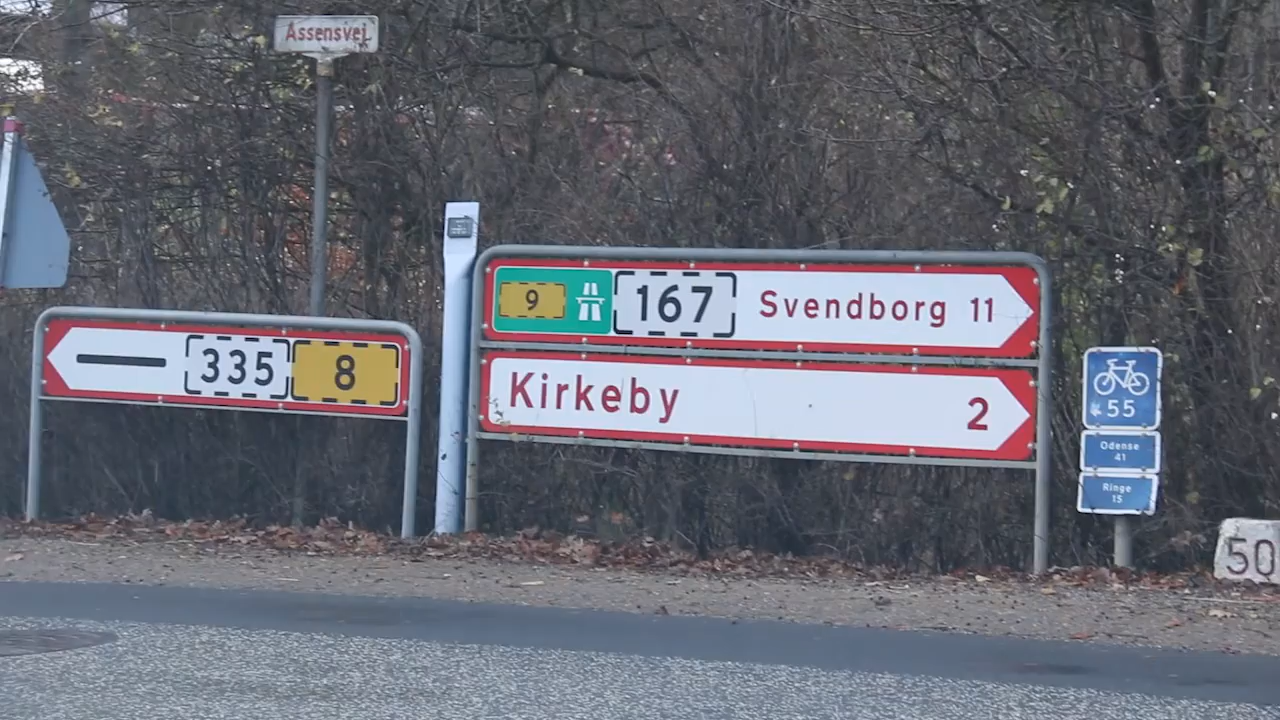 Assensvej
335 8
9 167 Svendborg 11
Kirkeby 2
55
Odense
41
Ringe
15
50